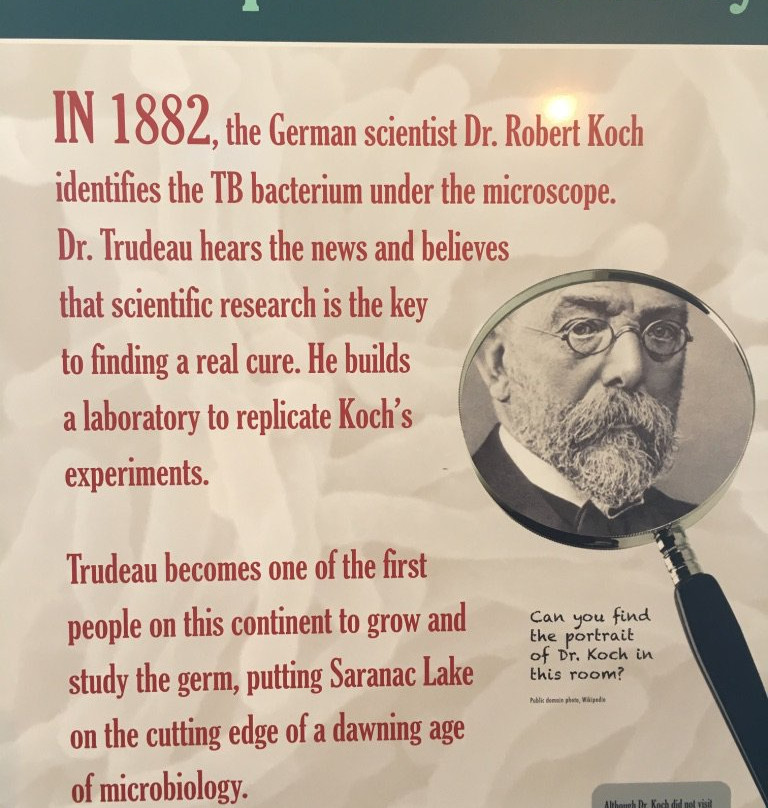 IN 1882, the German scientist Dr. Robert Koch
identifies the TB bacterium under the microscope.
Dr. Trudeau hears the news and believes
that scientific research is the key
to finding a real cure. He builds
a laboratory to replicate Koch's
experiments.
Trudeau becomes one of the first
people on this continent to grow and
study the germ, putting Saranac Lake
on the cutting edge of a dawning age
of microbiology.
Can you find
the portrait
of Dr. Koch in
this room?
Public domain photo, Wikipedia
Although Dr. Koch did not visit